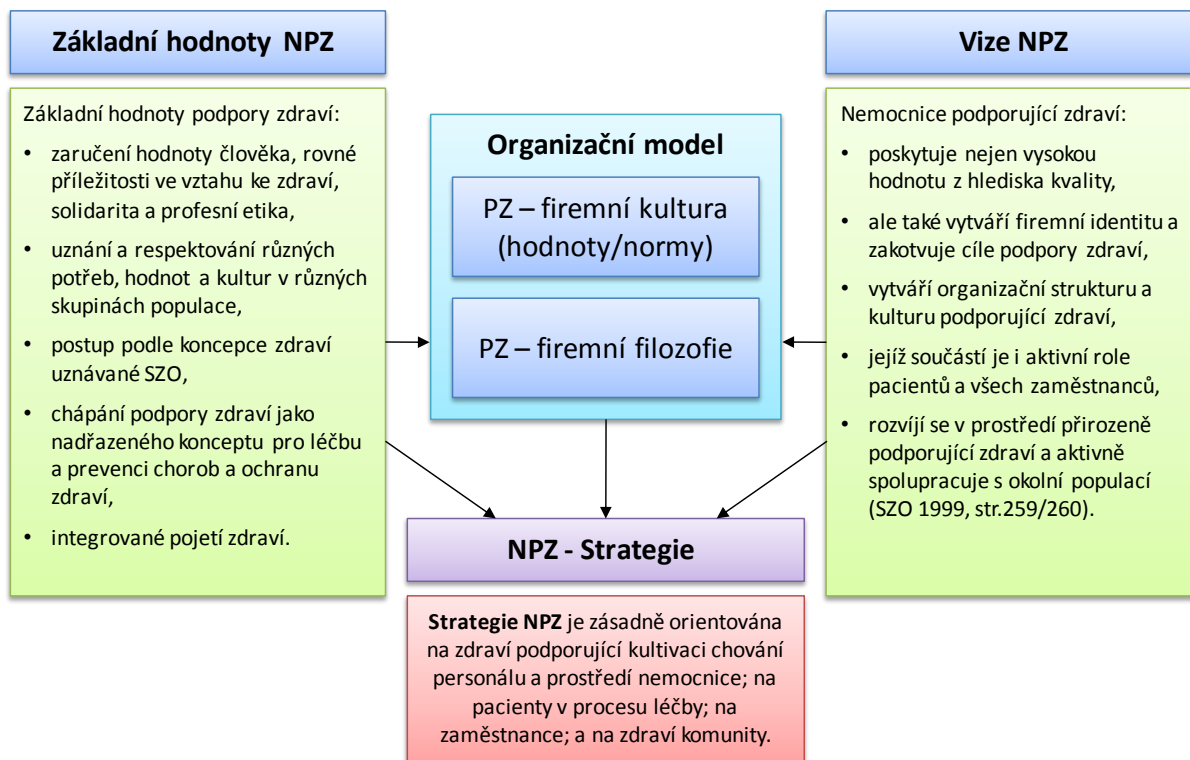 Základní hodnoty NPZ
Základní hodnoty podpory zdraví:
• zaručení hodnoty člověka, rovné
příležitosti ve vztahu ke zdraví,
solidarita a profesní etika,
• uznání a respektování různých
potřeb, hodnot a kultur v různých
skupinách populace,
• postup podle koncepce zdraví
uznávané SZO,
• chápání podpory zdraví jako
nadřazeného konceptu pro léčbu
a prevenci chorob a ochranu
zdraví,
• integrované pojetí zdraví.
Organizační model
PZ – firemní kultura
(hodnoty/normy)
PZ – firemní filozofie
Vize NPZ
Nemocnice podporující zdraví:
• poskytuje nejen vysokou
hodnotu z hlediska kvality,
• ale také vytváří firemní identitu a
zakotvuje cíle podpory zdraví,
• vytváří organizační strukturu a
kulturu podporující zdraví,
• jejíž součástí je i aktivní role
pacientů a všech zaměstnanců,
• rozvíjí se v prostředí přirozeně
podporující zdraví a aktivně
spolupracuje s okolní populací
(SZO 1999, str.259/260).
NPZ - Strategie
Strategie NPZ je zásadně orientována
na zdraví podporující kultivaci chování
personálu a prostředí nemocnice; na
pacienty v procesu léčby; na
zaměstnance; a na zdraví komunity.